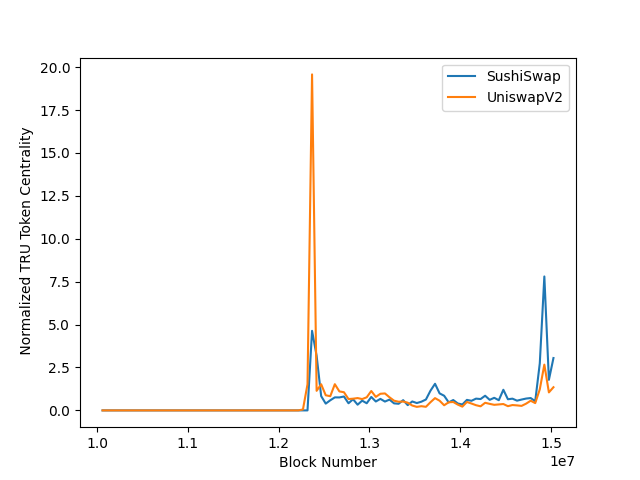 SushiSwap
UniswapV2
Normalized TRU Token Centrality
20.0
17.5
15.0
12.5
10.0
7.5
5.0
2.5
0.0
1.0 1.1 1.2 1.3 1.4 1.5
1e7
Block Number